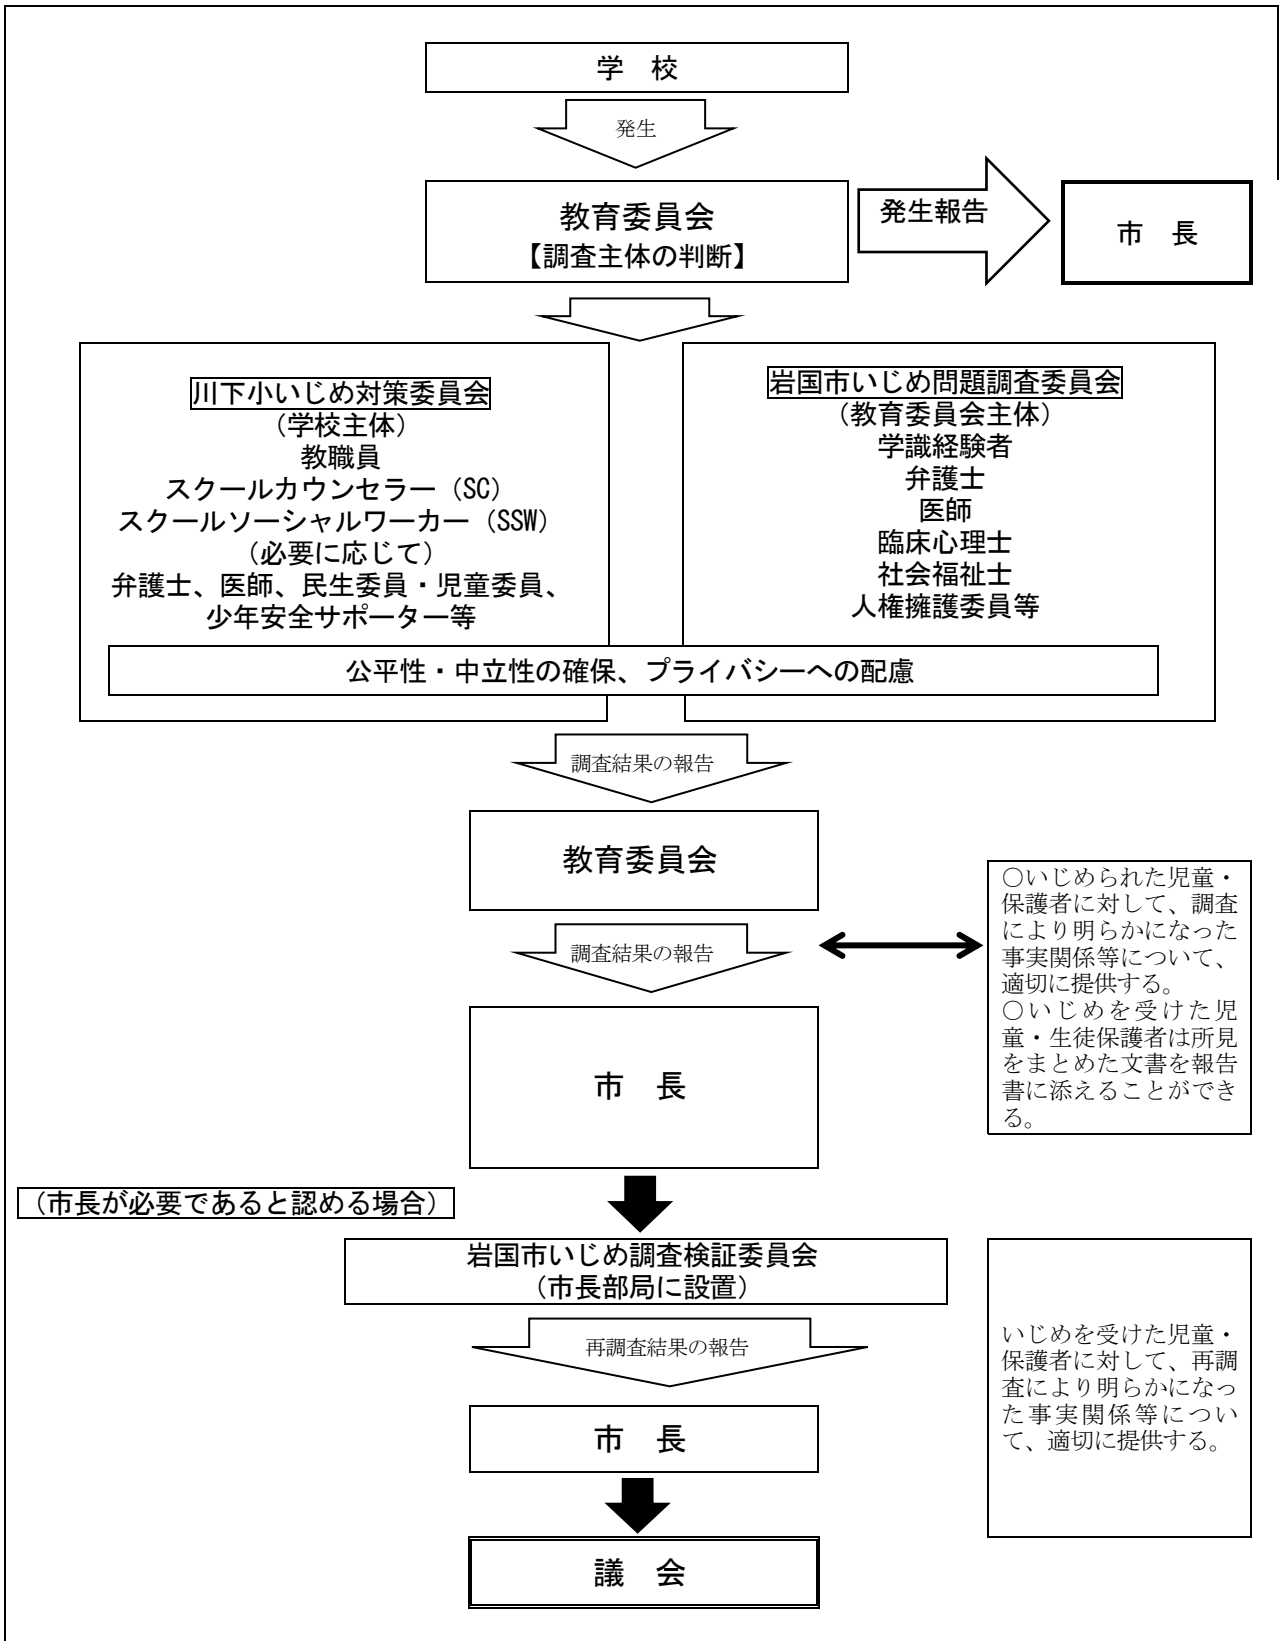 学　校
発生
教育委員会
【調査主体の判断】
発生報告
市　長
川下小いじめ対策委員会
（学校主体）
教職員
スクールカウンセラー（SC）
スクールソーシャルワーカー（SSW）
（必要に応じて）
弁護士、医師、民生委員・児童委員、
少年安全サポーター等
岩国市いじめ問題調査委員会
（教育委員会主体）
学識経験者
弁護士
医師
臨床心理士
社会福祉士
人権擁護委員等
公平性・中立性の確保、プライバシーへの配慮
調査結果の報告
教育委員会
調査結果の報告
○いじめられた児童・
保護者に対して、調査
により明らかになった
事実関係等について、
適切に提供する。
○いじめを受けた児
童・生徒保護者は所見
をまとめた文書を報告
書に添えることができ
る。
市　長
（市長が必要であると認める場合）
岩国市いじめ調査検証委員会
（市長部局に設置）
再調査結果の報告
いじめを受けた児童・
保護者に対して、再調
査により明らかになっ
た事実関係等につい
て、適切に提供する。
市　長
議　会